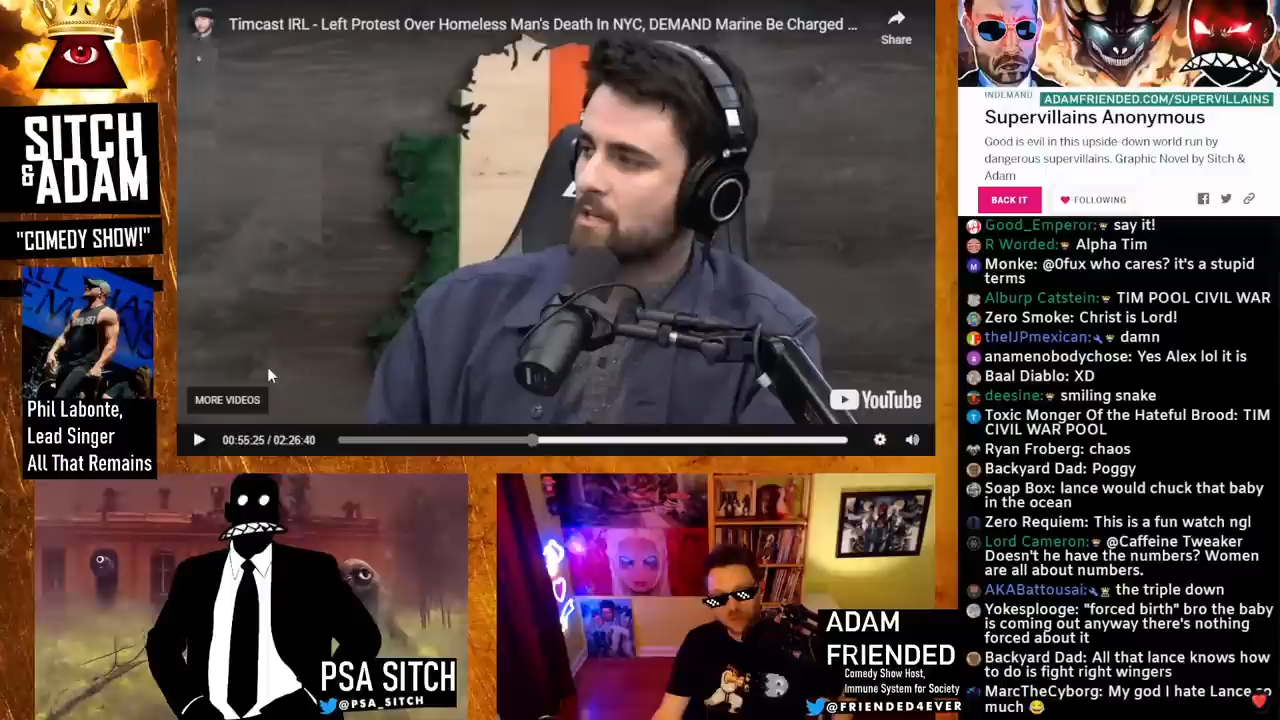 SITCH
& ADAM
"COMEDY SHOW!"
Phil Labonte,
Lead Singer
All That Remains
Timcast IRL - Left Protest Over Homeless Man's Death In NYC, DEMAND Marine Be Charged ...
Share
MORE VIDEOS
YouTube
00:55:25 / 02:26:40
PSA SITCH
@PSA_SITCH
ADAM
FRIENDED
Comedy Show Host,
Immune System for Society
@FRIENDED4EVER
INDEMAND
ADAMFRIENDED.COM/SUPERVILLAINS
Supervillains Anonymous
Good is evil in this upside-down world run by
dangerous supervillains. Graphic Novel by Sitch &
Adam
BACK IT
FOLLOWING
Good_Emperor: say it!
R Worded: Alpha Tim
Monke: @0fux who cares? it's a stupid
terms
Alburp Catstein: TIM POOL CIVIL WAR
Zero Smoke: Christ is Lord!
theIJPmexican: damn
anamenobodychose: Yes Alex lol it is
Baal Diablo: XD
deesine: smiling snake
Toxic Monger Of the Hateful Brood: TIM
CIVIL WAR POOL
Ryan Froberg: chaos
Backyard Dad: Poggy
Soap Box: lance would chuck that baby
in the ocean
Zero Requiem: This is a fun watch ngl
Lord Cameron: @Caffeine Tweaker
Doesn't he have the numbers? Women
are all about numbers.
AKABattousai: the triple down
Yokesplooge: "forced birth" bro the baby
is coming out anyway there's nothing
forced about it
Backyard Dad: All that lance knows how
to do is fight right wingers
MarcTheCyborg: My god I hate Lance so
much 😂